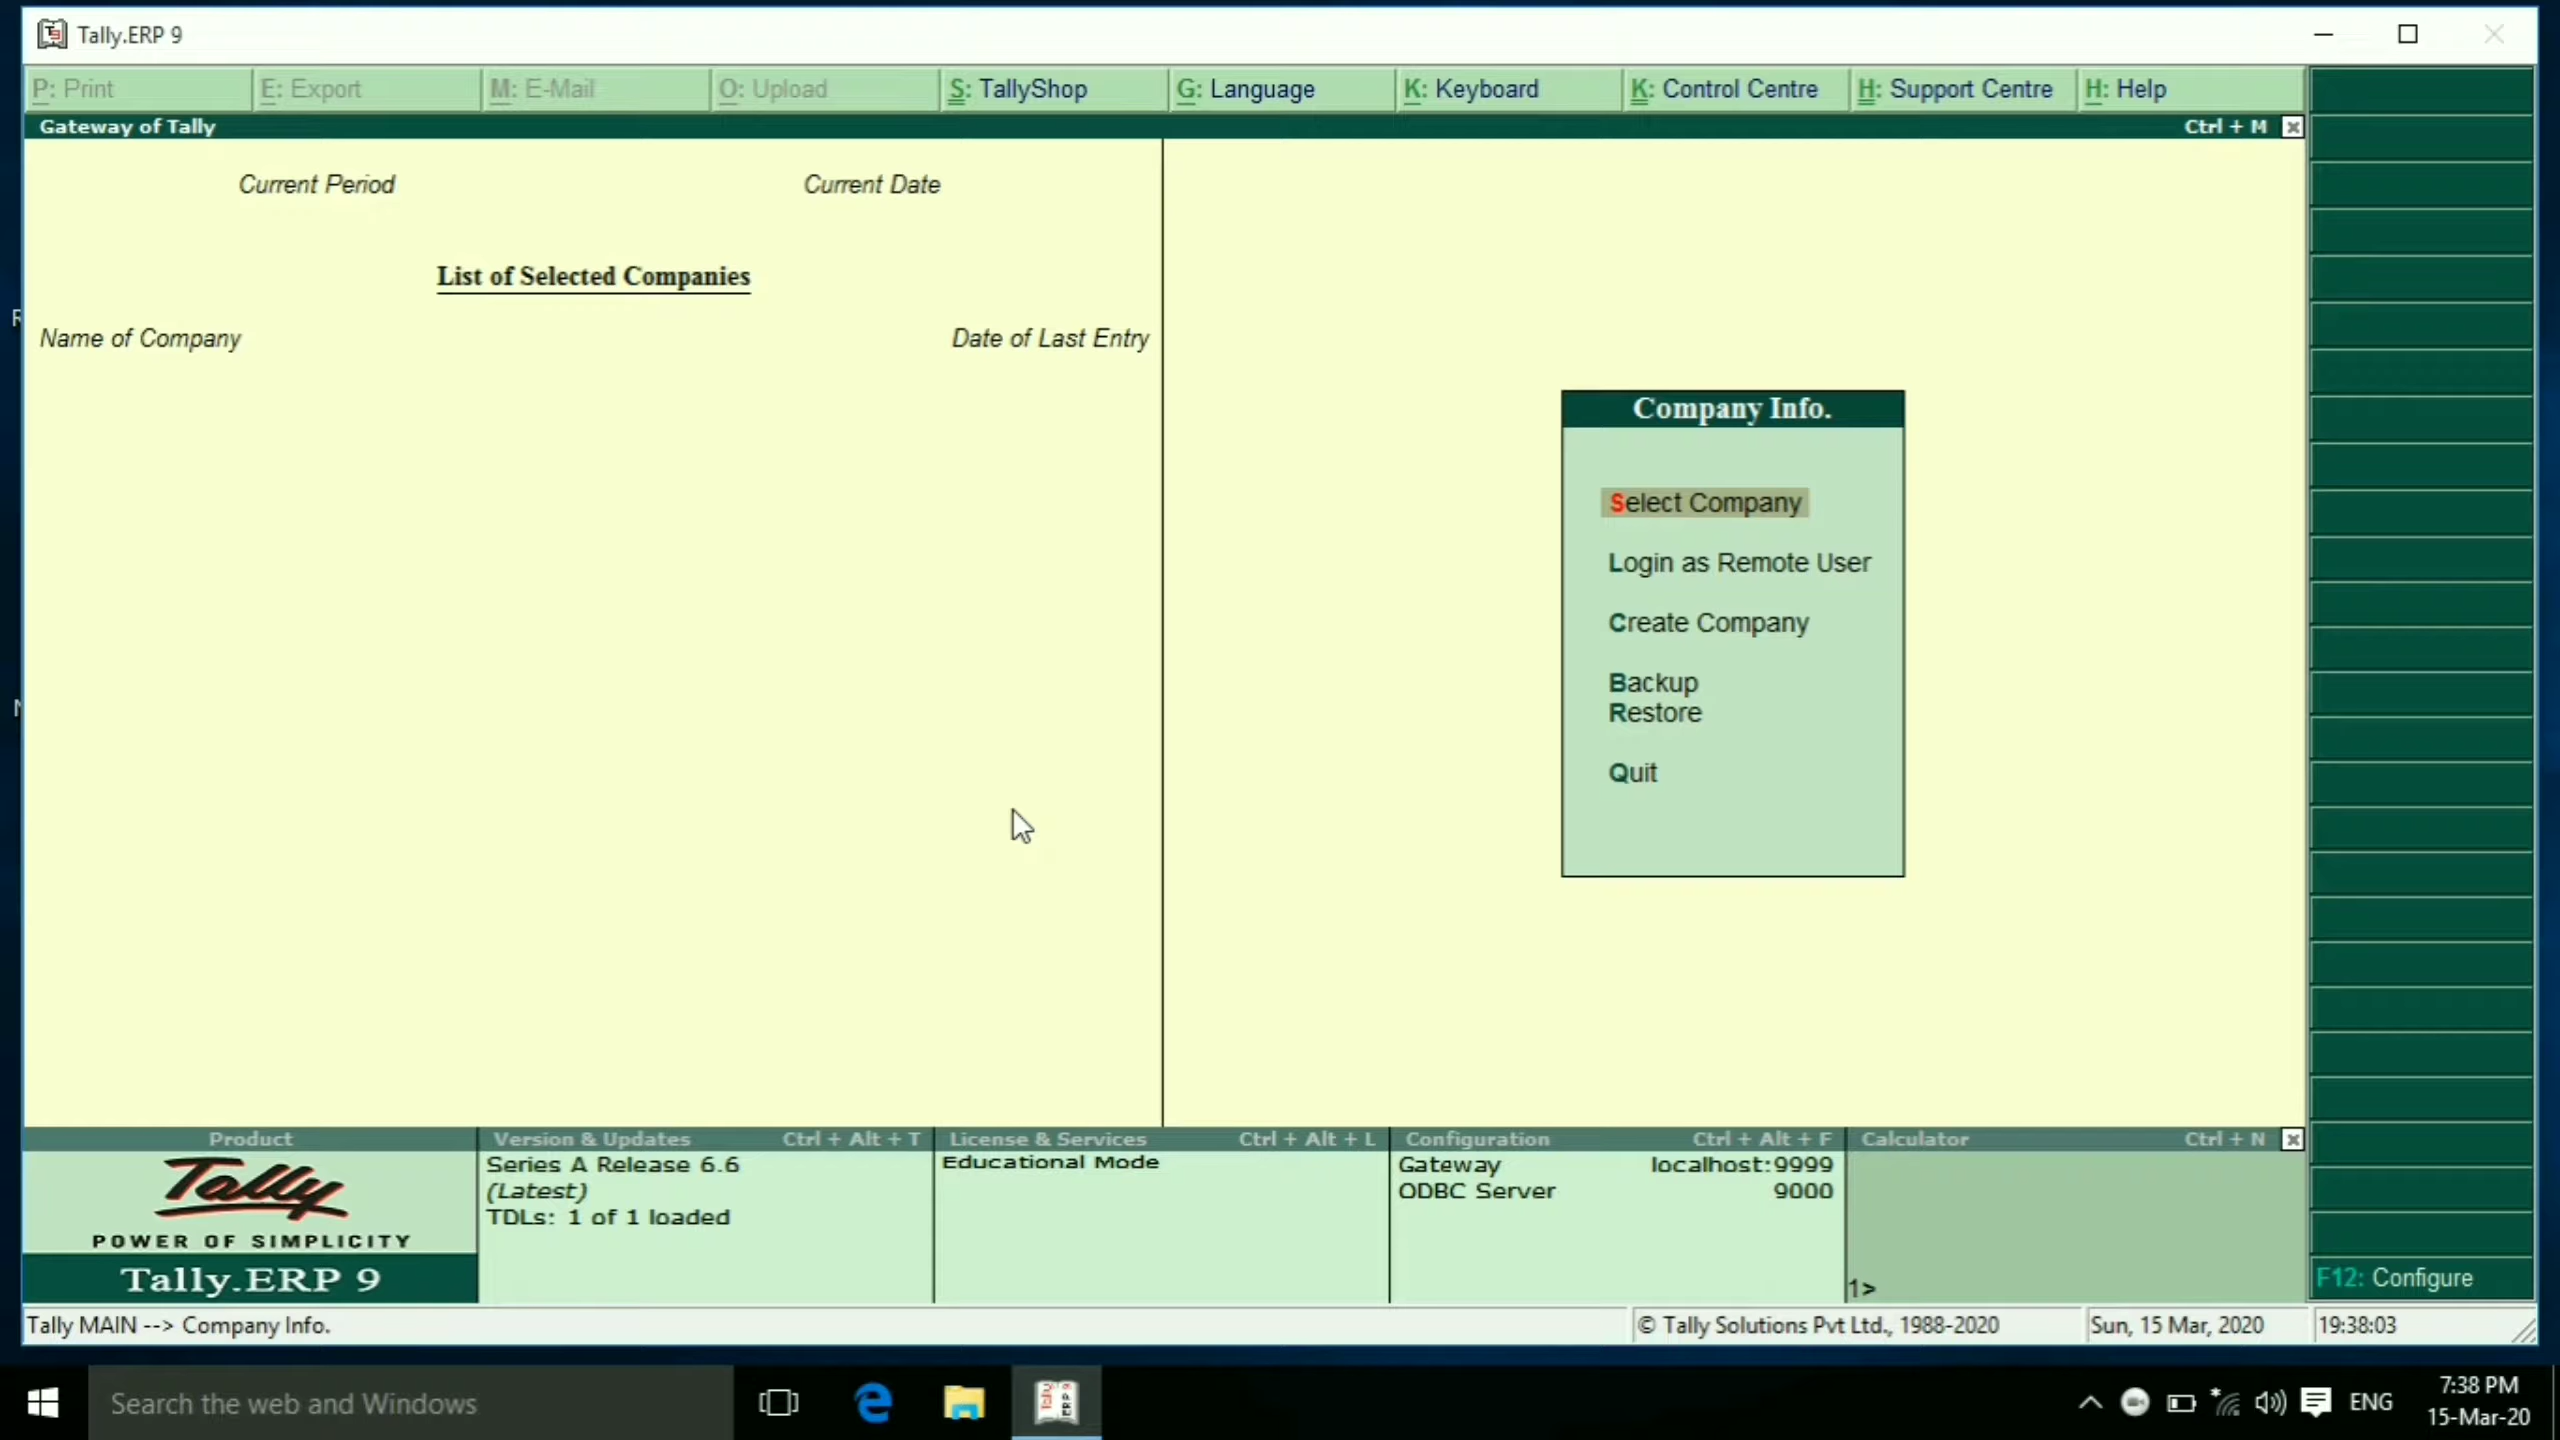 Tally.ERP 9
P: Print E: Export M: E-Mail O: Upload S: TallyShop G: Language K: Keyboard K: Control Centre H: Support Centre H: Help
Gateway of Tally Ctrl + M
Current Period Current Date
List of Selected Companies
Name of Company Date of Last Entry
Company Info.
Select Company
Login as Remote User
Create Company
Backup
Restore
Quit
Product Version & Updates Ctrl + Alt + T License & Services Ctrl + Alt + L Configuration Ctrl + Alt + F Calculator Ctrl + N
Tally
POWER OF SIMPLICITY
Tally.ERP 9
Series A Release 6.6
(Latest)
TDLs: 1 of 1 loaded
Educational Mode
Gateway localhost:9999
ODBC Server 9000
1>
F12: Configure
Tally MAIN --> Company Info. © Tally Solutions Pvt Ltd., 1988-2020 Sun, 15 Mar, 2020 19:38:03
Search the web and Windows
Tally ERP 9
ENG
7:38 PM
15-Mar-20